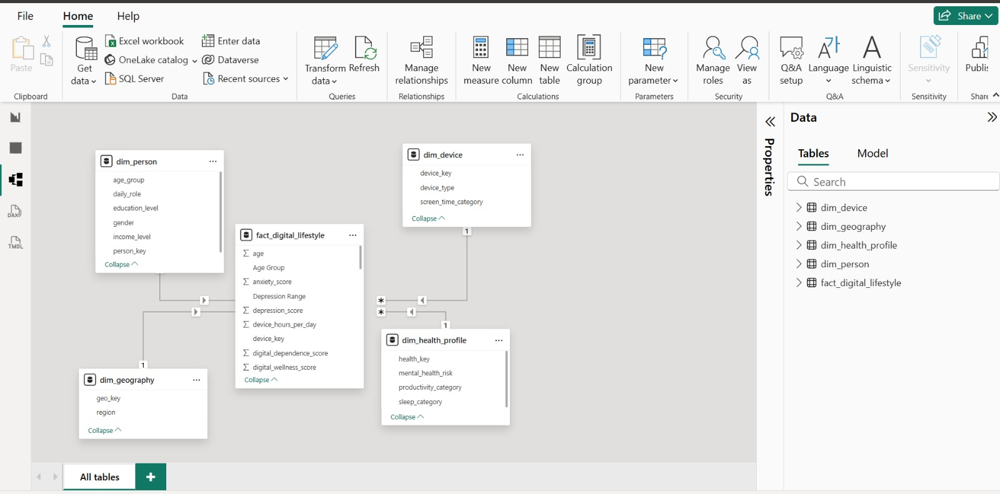 File
Home
Help
Share
Paste
Get data
Excel workbook
OneLake catalog
SQL Server
Enter data
Dataverse
Recent sources
Transform data
Refresh
Manage relationships
New measure
New column
New table
Calculation group
New parameter
Manage roles
View as
Q&A setup
Language
Linguistic schema
Sensitivity
Publis
Clipboard
Data
Queries
Relationships
Calculations
Parameters
Security
Q&A
Sensitivity
Share
DAX
TMDL
dim_person
age_group
daily_role
education_level
gender
income_level
person_key
Collapse
fact_digital_lifestyle
Σ age
Age Group
Σ anxiety_score
Depression Range
Σ depression_score
Σ device_hours_per_day
device_key
Σ digital_dependence_score
Σ digital_wellness_score
Collapse
dim_device
device_key
device_type
screen_time_category
Collapse
1
*
*
1
dim_health_profile
health_key
mental_health_risk
productivity_category
sleep_category
Collapse
1
dim_geography
geo_key
region
Collapse
All tables
Properties
Data
Tables
Model
Search
dim_device
dim_geography
dim_health_profile
dim_person
fact_digital_lifestyle